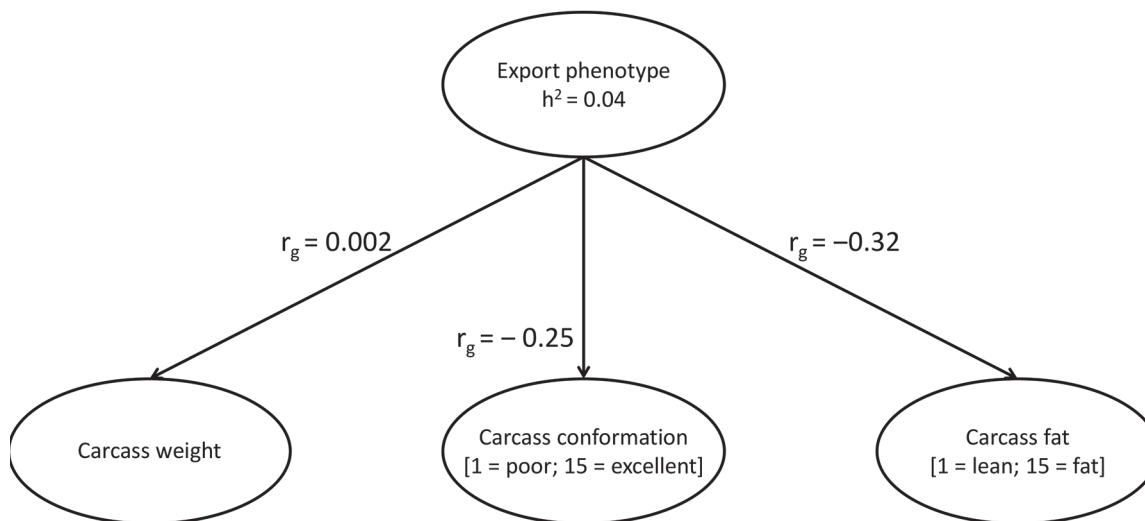 Export phenotype
h² = 0.04
r_g = 0.002
r_g = −0.32
r_g = − 0.25
Carcass weight
Carcass conformation
[1 = poor; 15 = excellent]
Carcass fat
[1 = lean; 15 = fat]